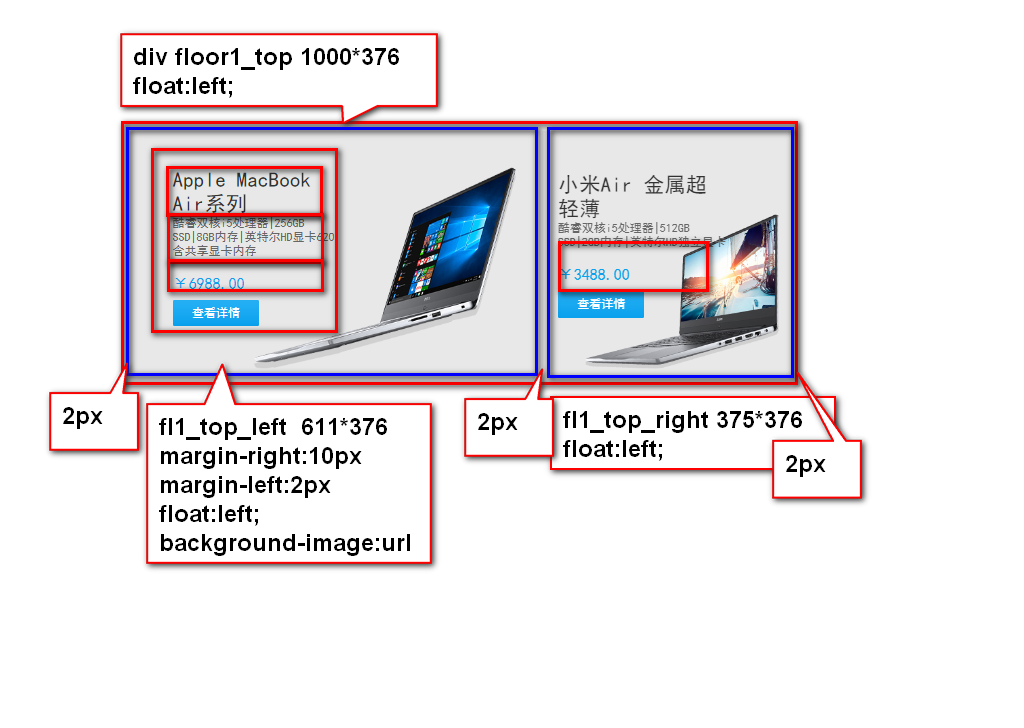 div floor1_top 1000*376
float:left;
Apple MacBook
Air系列
酷睿双核i5处理器|256GB
SSD|8GB内存|英特尔HD显卡620
含共享显卡内存
￥6988.00
查看详情
小米Air 金属超
轻薄
酷睿双核i5处理器|512GB
SSD|2GB内存|英特尔HD独立显卡
￥3488.00
查看详情
2px
fl1_top_left 611*376
margin-right:10px
margin-left:2px
float:left;
background-image:url
2px
fl1_top_right 375*376
float:left;
2px